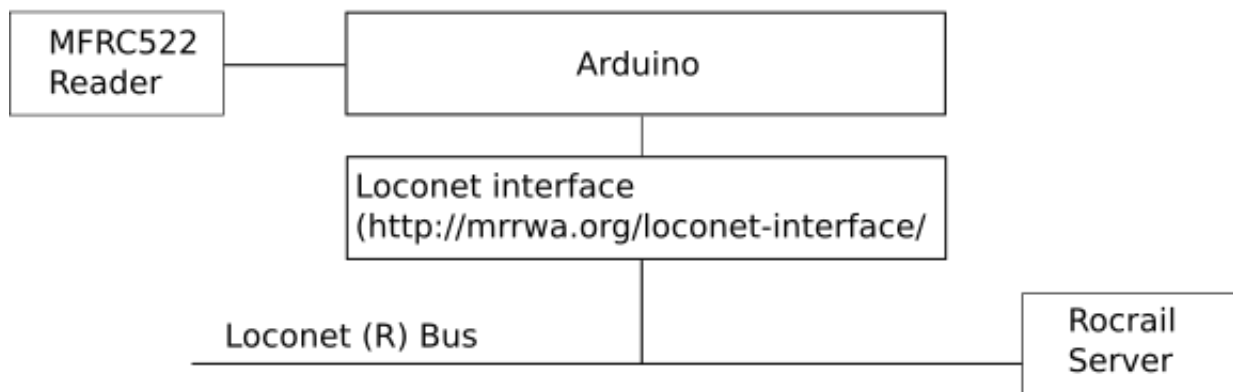 MFRC522
Reader
Arduino
Loconet interface
(http://mrrwa.org/loconet-interface/
Loconet (R) Bus
Rocrail
Server